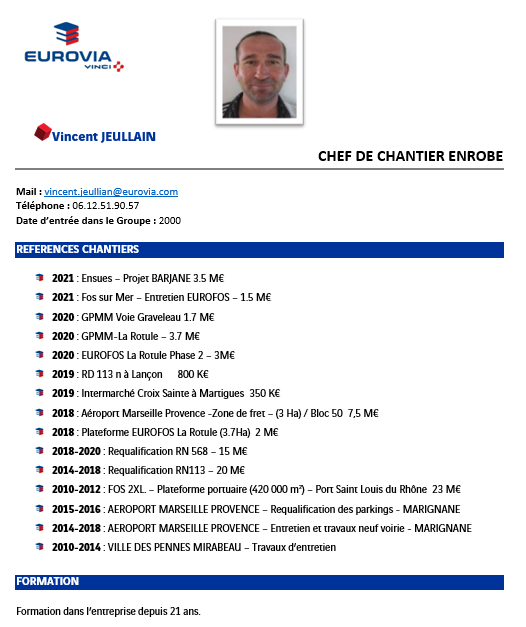 EUROVIA
VINCI
Vincent JEULLAIN
CHEF DE CHANTIER ENROBE
Mail : vincent.jeullian@eurovia.com
Téléphone : 06.12.51.90.57
Date d'entrée dans le Groupe : 2000
REFERENCES CHANTIERS
2021 : Ensues – Projet BARJANE 3.5 M€
2021 : Fos sur Mer – Entretien EUROFOS – 1.5 M€
2020 : GPMM Voie Graveleau 1.7 M€
2020 : GPMM-La Rotule – 3.7 M€
2020 : EUROFOS La Rotule Phase 2 – 3M€
2019 : RD 113 n à Lançon 800 K€
2019 : Intermarché Croix Sainte à Martigues 350 K€
2018 : Aéroport Marseille Provence -Zone de fret – (3 Ha) / Bloc 50 7,5 M€
2018 : Plateforme EUROFOS La Rotule (3.7Ha) 2 M€
2018-2020 : Requalification RN 568 – 15 M€
2014-2018 : Requalification RN113 – 20 M€
2010-2012 : FOS 2XL. – Plateforme portuaire (420 000 m²) – Port Saint Louis du Rhône 23 M€
2015-2016 : AEROPORT MARSEILLE PROVENCE – Requalification des parkings - MARIGNANE
2014-2018 : AEROPORT MARSEILLE PROVENCE – Entretien et travaux neuf voirie - MARIGNANE
2010-2014 : VILLE DES PENNES MIRABEAU – Travaux d'entretien
FORMATION
Formation dans l'entreprise depuis 21 ans.